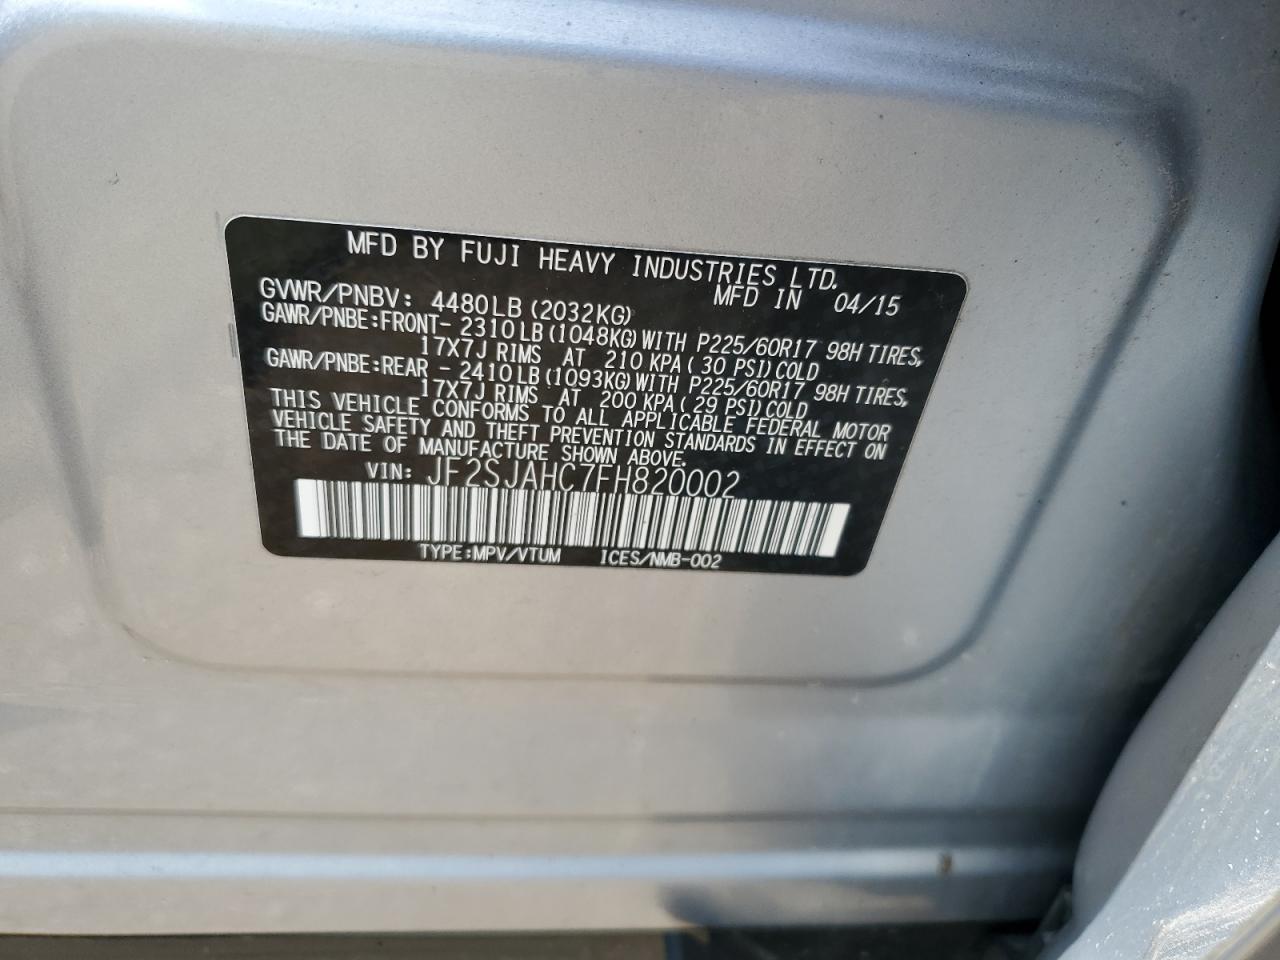 MFD BY FUJI HEAVY INDUSTRIES LTD.
MFD IN 04/15
GVWR/PNBV: 4480LB (2032KG)
GAWR/PNBE:FRONT- 2310LB (1048KG) WITH P225/60R17 98H TIRES,
17X7J RIMS AT 210 KPA (30 PSI) COLD
GAWR/PNBE:REAR - 2410LB (1093KG) WITH P225/60R17 98H TIRES,
17X7J RIMS AT 200 KPA (29 PSI) COLD
THIS VEHICLE CONFORMS TO ALL APPLICABLE FEDERAL MOTOR
VEHICLE SAFETY AND THEFT PREVENTION STANDARDS IN EFFECT ON
THE DATE OF MANUFACTURE SHOWN ABOVE.
VIN: JF2SJAHC7FH820002
TYPE:MPV/VTUM ICES/NMB-002